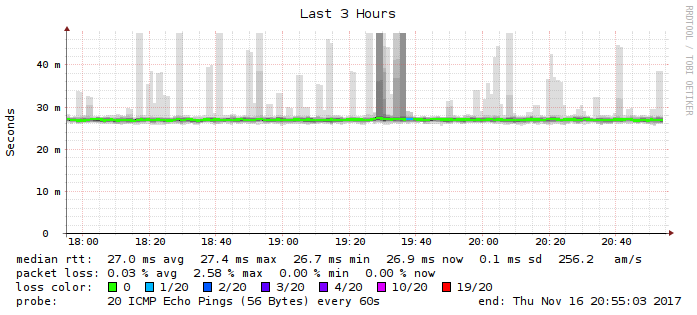 Last 3 Hours
RRDTOOL / TOBI OETIKER
Seconds
40 m
30 m
20 m
10 m
0
18:00 18:20 18:40 19:00 19:20 19:40 20:00 20:20 20:40
median rtt: 27.0 ms avg 27.4 ms max 26.7 ms min 26.9 ms now 0.1 ms sd 256.2 am/s
packet loss: 0.03 % avg 2.58 % max 0.00 % min 0.00 % now
loss color: 0 1/20 2/20 3/20 4/20 10/20 19/20
probe: 20 ICMP Echo Pings (56 Bytes) every 60s end: Thu Nov 16 20:55:03 2017